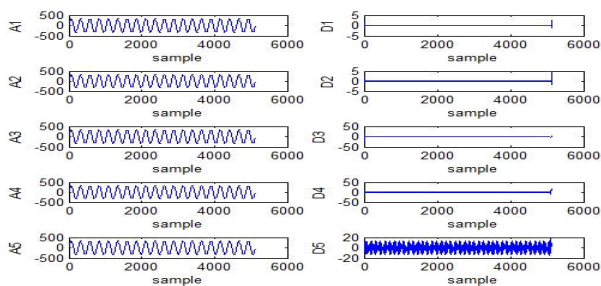 A1 500 0 -500 0 2000 4000 6000 sample
D1 5 0 -5 0 2000 4000 6000 sample
A2 500 0 -500 0 2000 4000 6000 sample
D2 5 0 -5 0 2000 4000 6000 sample
A3 500 0 -500 0 2000 4000 6000 sample
D3 50 0 -50 0 2000 4000 6000 sample
A4 500 0 -500 0 2000 4000 6000 sample
D4 50 0 -50 0 2000 4000 6000 sample
A5 500 0 -500 0 2000 4000 6000 sample
D5 20 0 -20 0 2000 4000 6000 sample